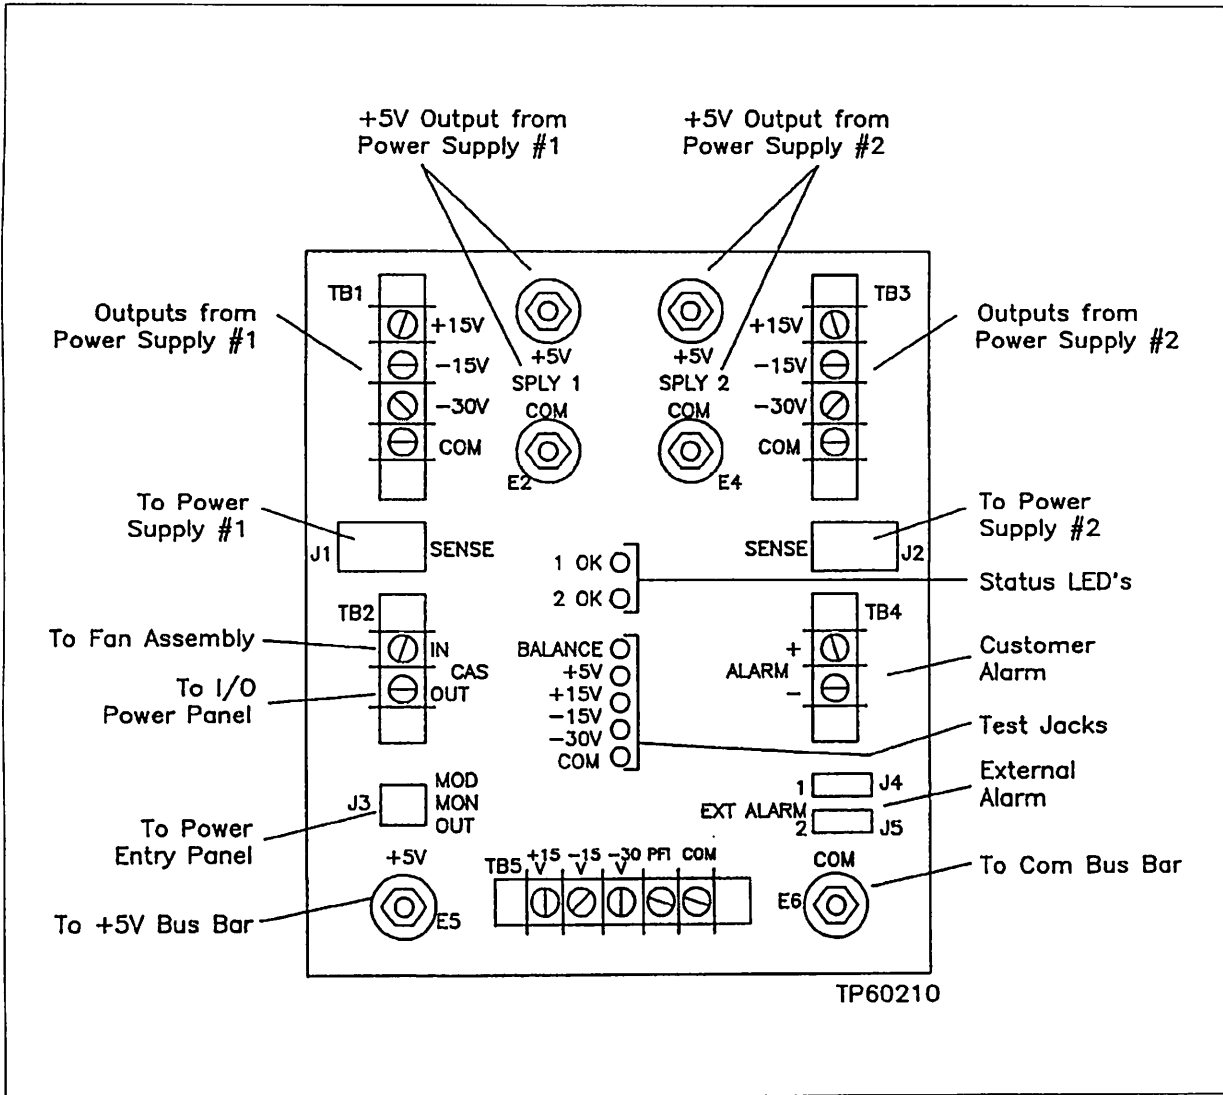 +5V Output from
Power Supply #1
+5V Output from
Power Supply #2
Outputs from
Power Supply #1
TB1
+15V
-15V
-30V
COM
+5V
SPLY 1
COM
E2
+5V
SPLY 2
COM
E4
TB3
+15V
-15V
-30V
COM
Outputs from
Power Supply #2
To Power
Supply #1
J1
SENSE
1 OK
2 OK
SENSE
J2
To Power
Supply #2
Status LED's
To Fan Assembly
To I/O
Power Panel
TB2
IN
CAS
OUT
BALANCE
+5V
+15V
-15V
-30V
COM
TB4
+
ALARM
-
Customer
Alarm
Test Jacks
To Power
Entry Panel
J3
MOD
MON
OUT
1
J4
EXT ALARM
2
J5
External
Alarm
To +5V Bus Bar
+5V
E5
TB5
+15 -15 -30 PFI COM
V V V
COM
E6
To Com Bus Bar
TP60210